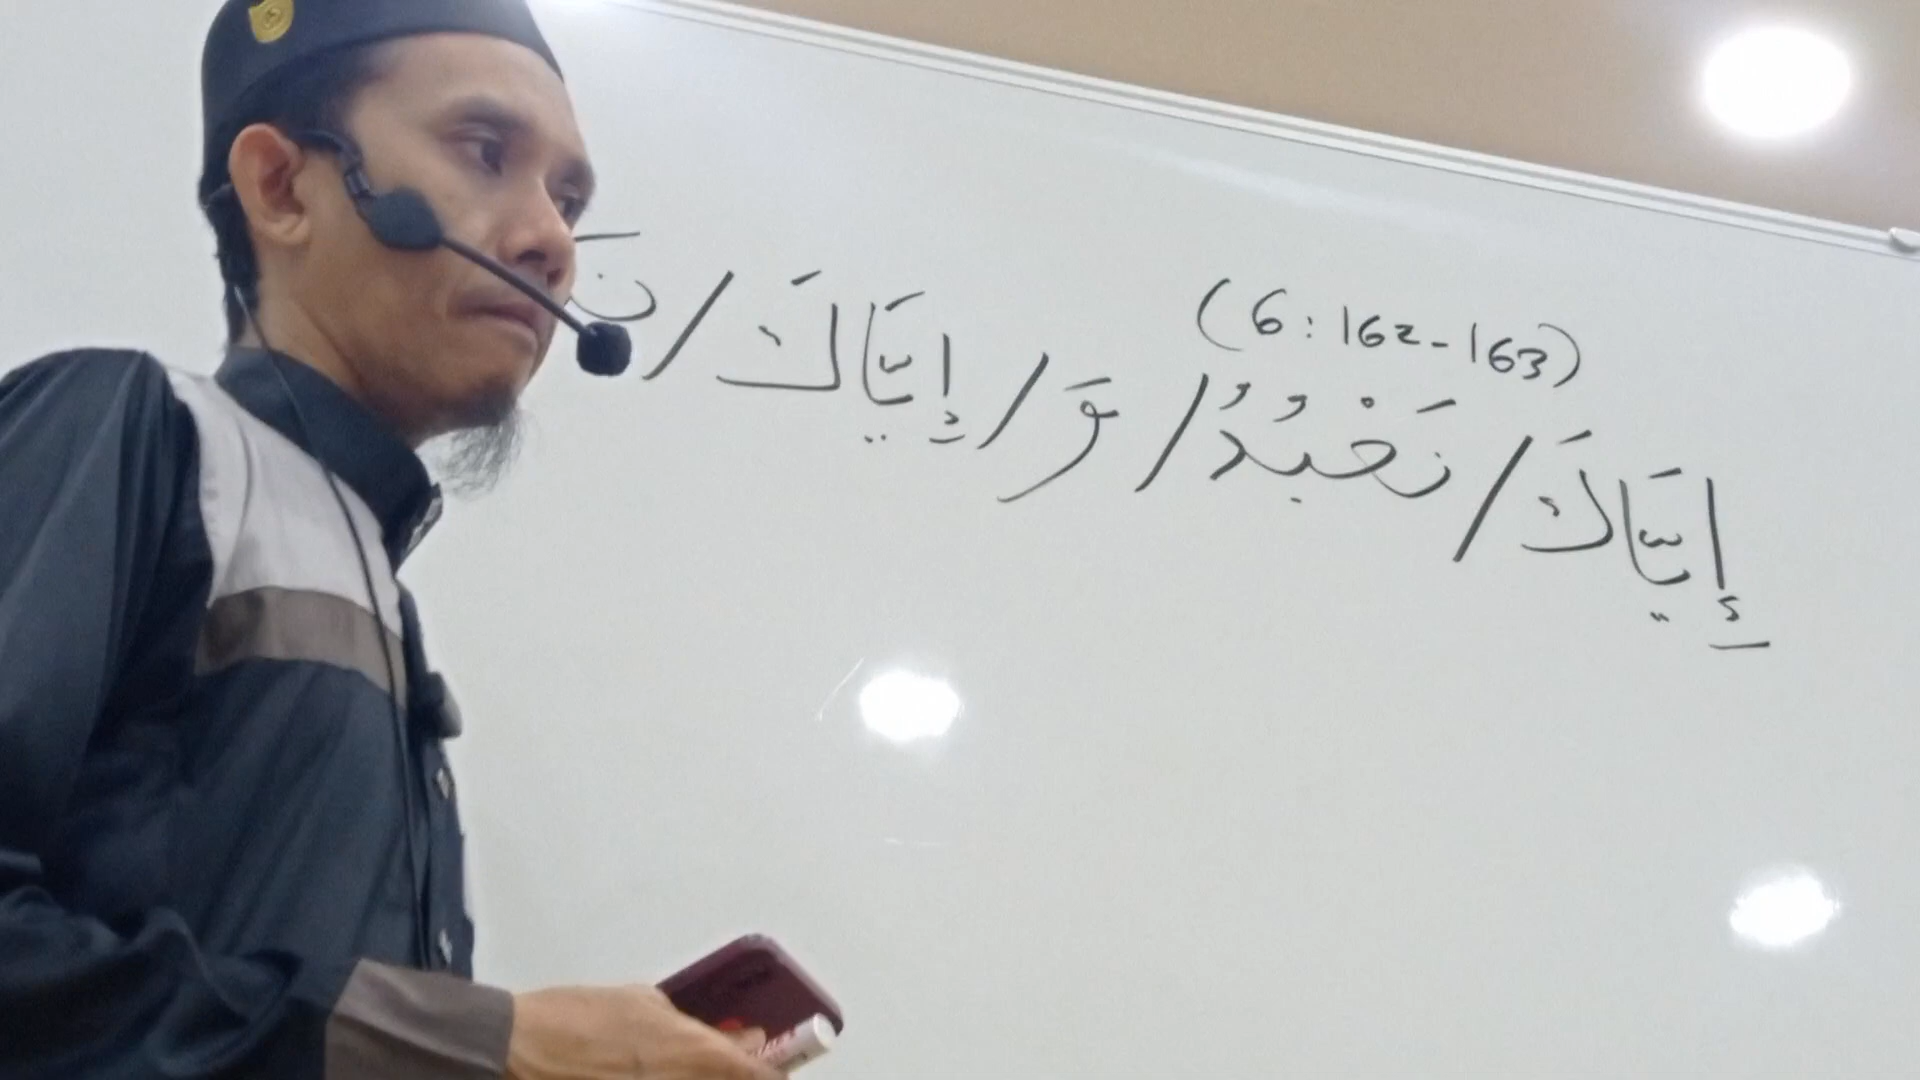 (6:162-163)
إِيَّاكَ / نَعْبُدُ / وَ / إِيَّاكَ / نَ